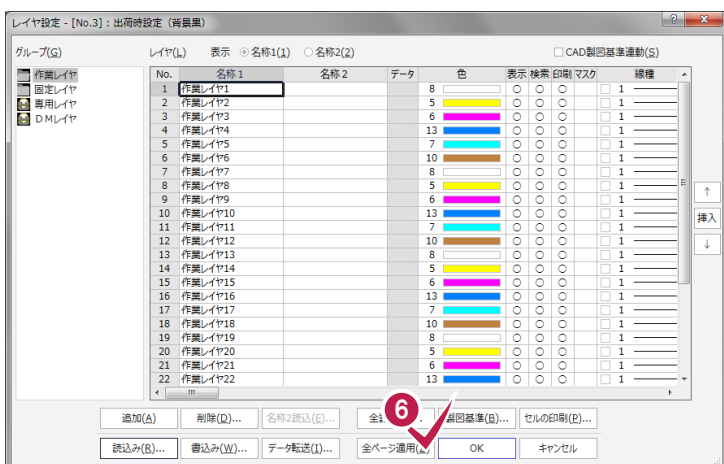 レイヤ設定 - [No.3]：出荷時設定（背景黒）
グループ(G)
レイヤ(L) 表示 名称1(1) 名称2(2) CAD製図基準連動(S)
作業レイヤ
固定レイヤ
専用レイヤ
DMレイヤ
No. 名称1 名称2 データ 色 表示 検索 印刷 マスク 線種
1 作業レイヤ1 8 ○ ○ ○ 1
2 作業レイヤ2 5 ○ ○ ○ 1
3 作業レイヤ3 6 ○ ○ ○ 1
4 作業レイヤ4 13 ○ ○ ○ 1
5 作業レイヤ5 7 ○ ○ ○ 1
6 作業レイヤ6 10 ○ ○ ○ 1
7 作業レイヤ7 8 ○ ○ ○ 1
8 作業レイヤ8 5 ○ ○ ○ 1
9 作業レイヤ9 6 ○ ○ ○ 1
10 作業レイヤ10 13 ○ ○ ○ 1
11 作業レイヤ11 7 ○ ○ ○ 1
12 作業レイヤ12 10 ○ ○ ○ 1
13 作業レイヤ13 8 ○ ○ ○ 1
14 作業レイヤ14 5 ○ ○ ○ 1
15 作業レイヤ15 6 ○ ○ ○ 1
16 作業レイヤ16 13 ○ ○ ○ 1
17 作業レイヤ17 7 ○ ○ ○ 1
18 作業レイヤ18 10 ○ ○ ○ 1
19 作業レイヤ19 8 ○ ○ ○ 1
20 作業レイヤ20 5 ○ ○ ○ 1
21 作業レイヤ21 6 ○ ○ ○ 1
22 作業レイヤ22 13 ○ ○ ○ 1
↑
挿入
↓
6
追加(A) 削除(D)... 名称2読込(E)... 製図基準(B)... セルの印刷(P)...
読込み(R)... 書込み(W)... データ転送(I)... 全ページ適用 OK キャンセル